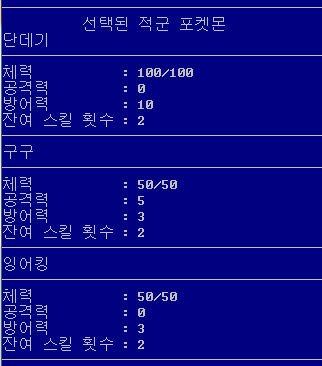 선택된 적군 포켓몬
단데기
체력 : 100/100
공격력 : 0
방어력 : 10
잔여 스킬 횟수 : 2
구구
체력 : 50/50
공격력 : 5
방어력 : 3
잔여 스킬 횟수 : 2
잉어킹
체력 : 50/50
공격력 : 0
방어력 : 3
잔여 스킬 횟수 : 2